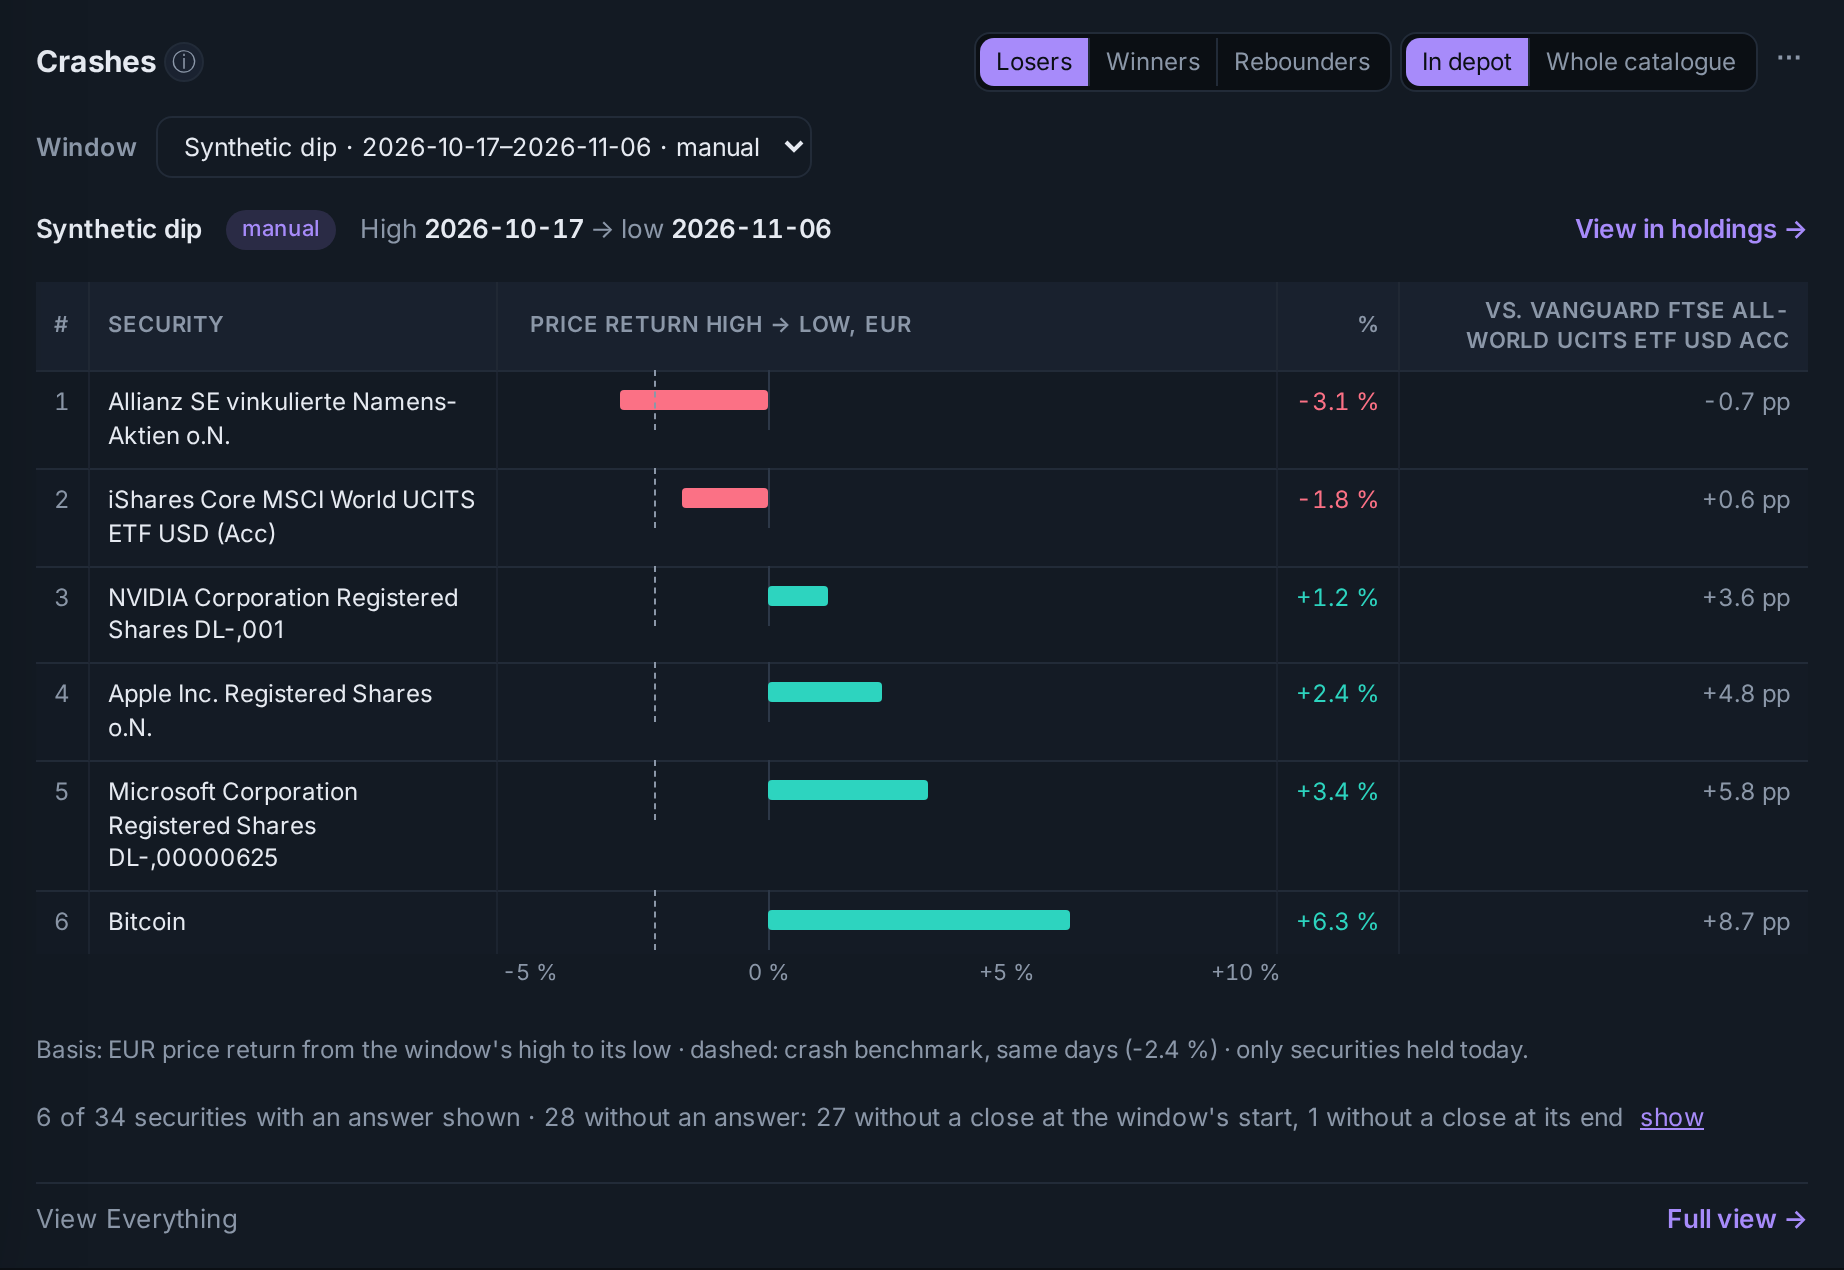 Crashes ⓘ
Losers Winners Rebounders In depot Whole catalogue ···
Window Synthetic dip · 2026-10-17–2026-11-06 · manual
Synthetic dip manual High 2026-10-17 → low 2026-11-06 View in holdings →
# SECURITY PRICE RETURN HIGH → LOW, EUR % VS. VANGUARD FTSE ALL-
WORLD UCITS ETF USD ACC
1 Allianz SE vinkulierte Namens- -3.1 % -0.7 pp
Aktien o.N.
2 iShares Core MSCI World UCITS -1.8 % +0.6 pp
ETF USD (Acc)
3 NVIDIA Corporation Registered +1.2 % +3.6 pp
Shares DL-,001
4 Apple Inc. Registered Shares +2.4 % +4.8 pp
o.N.
5 Microsoft Corporation +3.4 % +5.8 pp
Registered Shares
DL-,00000625
6 Bitcoin +6.3 % +8.7 pp
-5 % 0 % +5 % +10 %
Basis: EUR price return from the window's high to its low · dashed: crash benchmark, same days (-2.4 %) · only securities held today.
6 of 34 securities with an answer shown · 28 without an answer: 27 without a close at the window's start, 1 without a close at its end show
View Everything Full view →